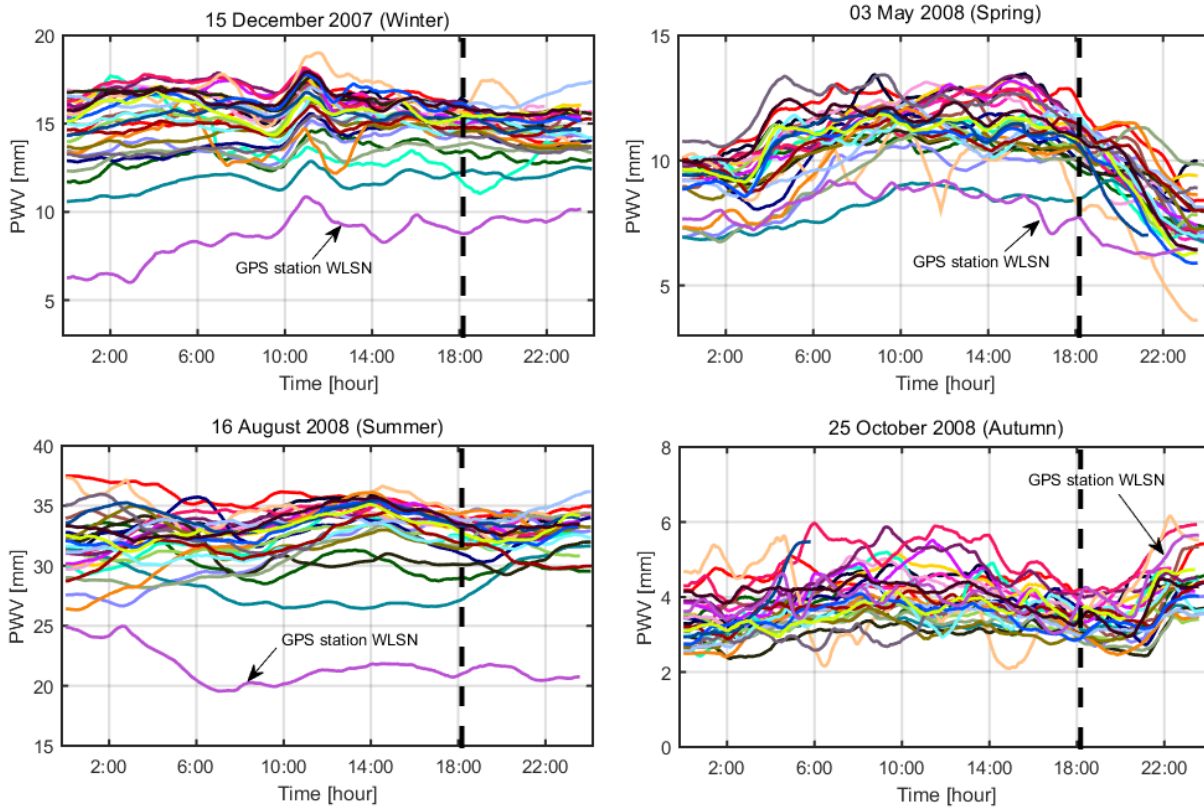 15 December 2007 (Winter)
20
15
10
5
PWV [mm]
GPS station WLSN
2:00 6:00 10:00 14:00 18:00 22:00
Time [hour]
03 May 2008 (Spring)
15
10
5
PWV [mm]
GPS station WLSN
2:00 6:00 10:00 14:00 18:00 22:00
Time [hour]
16 August 2008 (Summer)
40
35
30
25
20
15
PWV [mm]
GPS station WLSN
2:00 6:00 10:00 14:00 18:00 22:00
Time [hour]
25 October 2008 (Autumn)
8
6
4
2
0
PWV [mm]
GPS station WLSN
2:00 6:00 10:00 14:00 18:00 22:00
Time [hour]